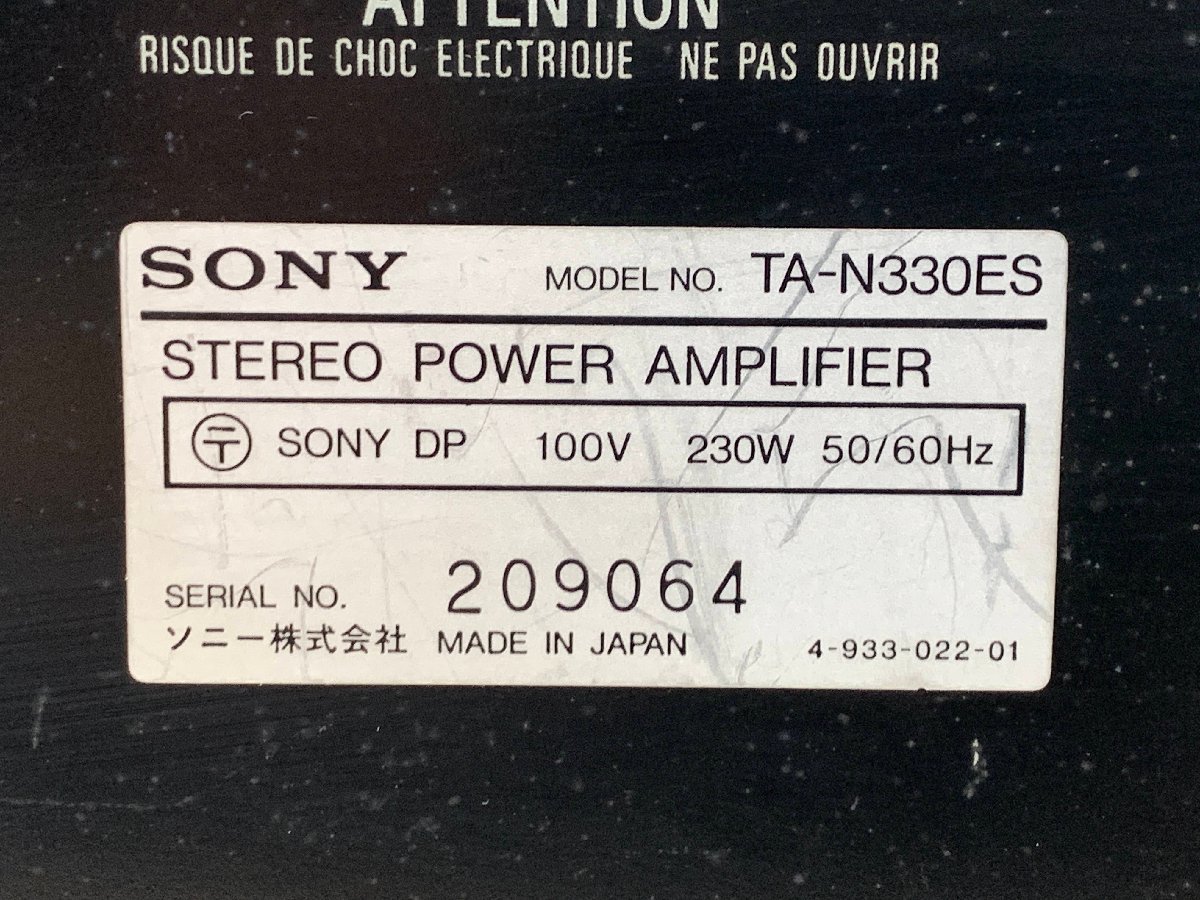 ATTENTION
RISQUE DE CHOC ELECTRIQUE NE PAS OUVRIR
SONY MODEL NO. TA-N330ES
STEREO POWER AMPLIFIER
〒 SONY DP 100V 230W 50/60Hz
SERIAL NO. 209064
ソニー株式会社 MADE IN JAPAN 4-933-022-01